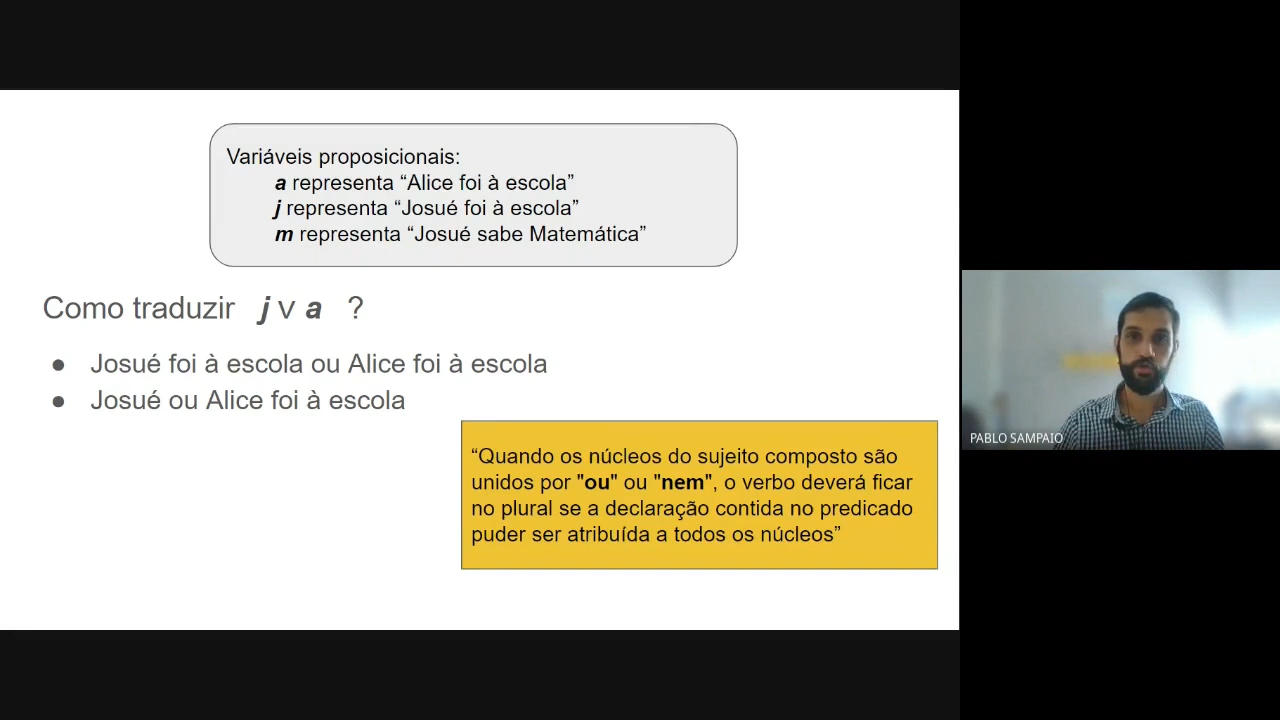 Variáveis proposicionais:
a representa “Alice foi à escola”
j representa “Josué foi à escola”
m representa “Josué sabe Matemática”
Como traduzir j ∨ a ?
● Josué foi à escola ou Alice foi à escola
● Josué ou Alice foi à escola
“Quando os núcleos do sujeito composto são
unidos por "ou" ou "nem", o verbo deverá ficar
no plural se a declaração contida no predicado
puder ser atribuída a todos os núcleos”
PABLO SAMPAIO